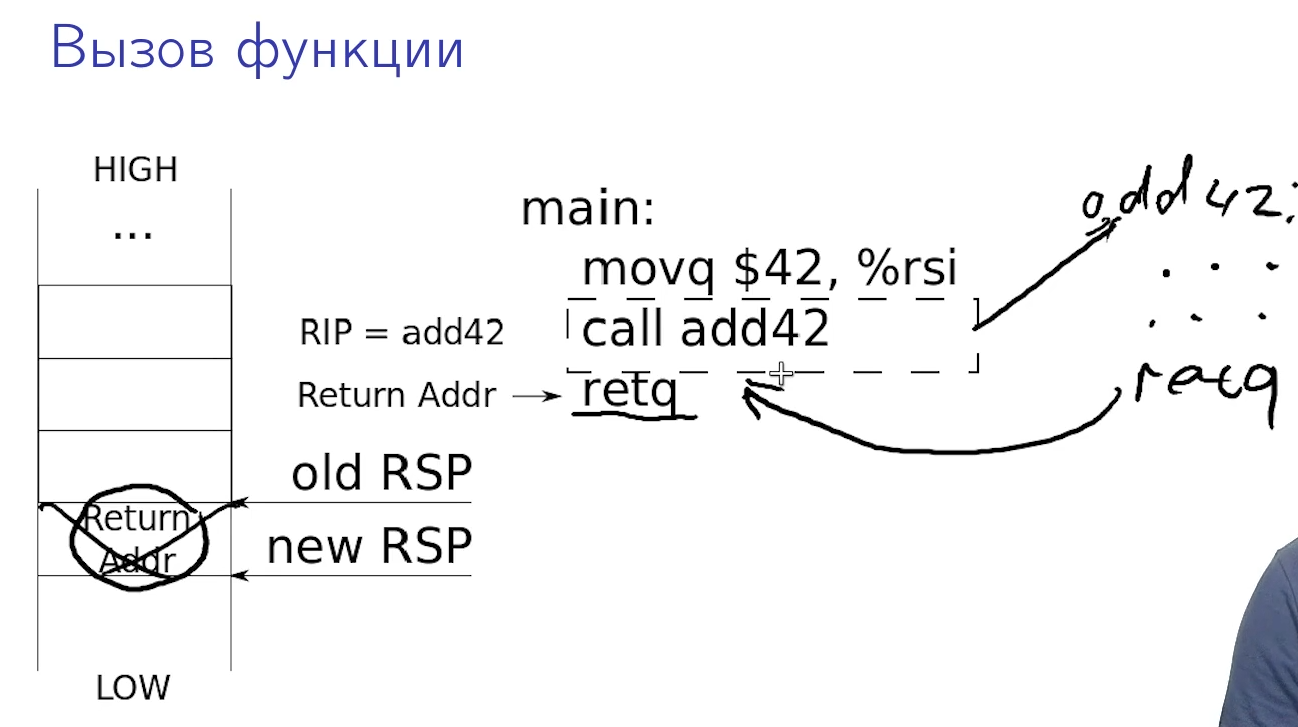 Вызов функции
HIGH
...
main:
movq $42, %rsi
RIP = add42
call add42
Return Addr
retq
old RSP
Return
Addr
new RSP
LOW
add42:
. . .
. . .
retq